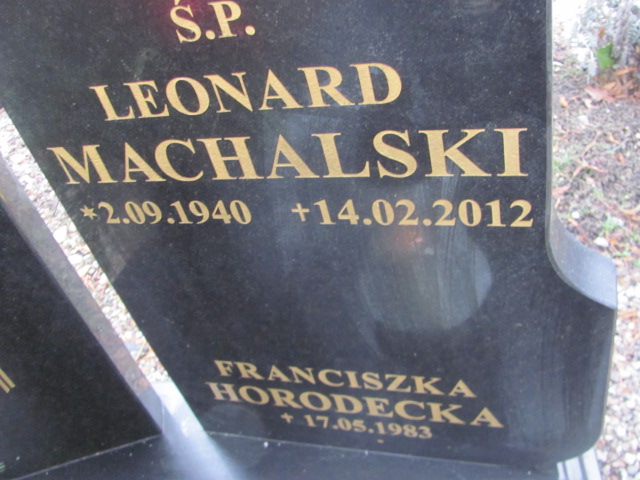 Ś.P.
LEONARD
MACHALSKI
*2.09.1940 +14.02.2012
FRANCISZKA
HORODECKA
+ 17.05.1983